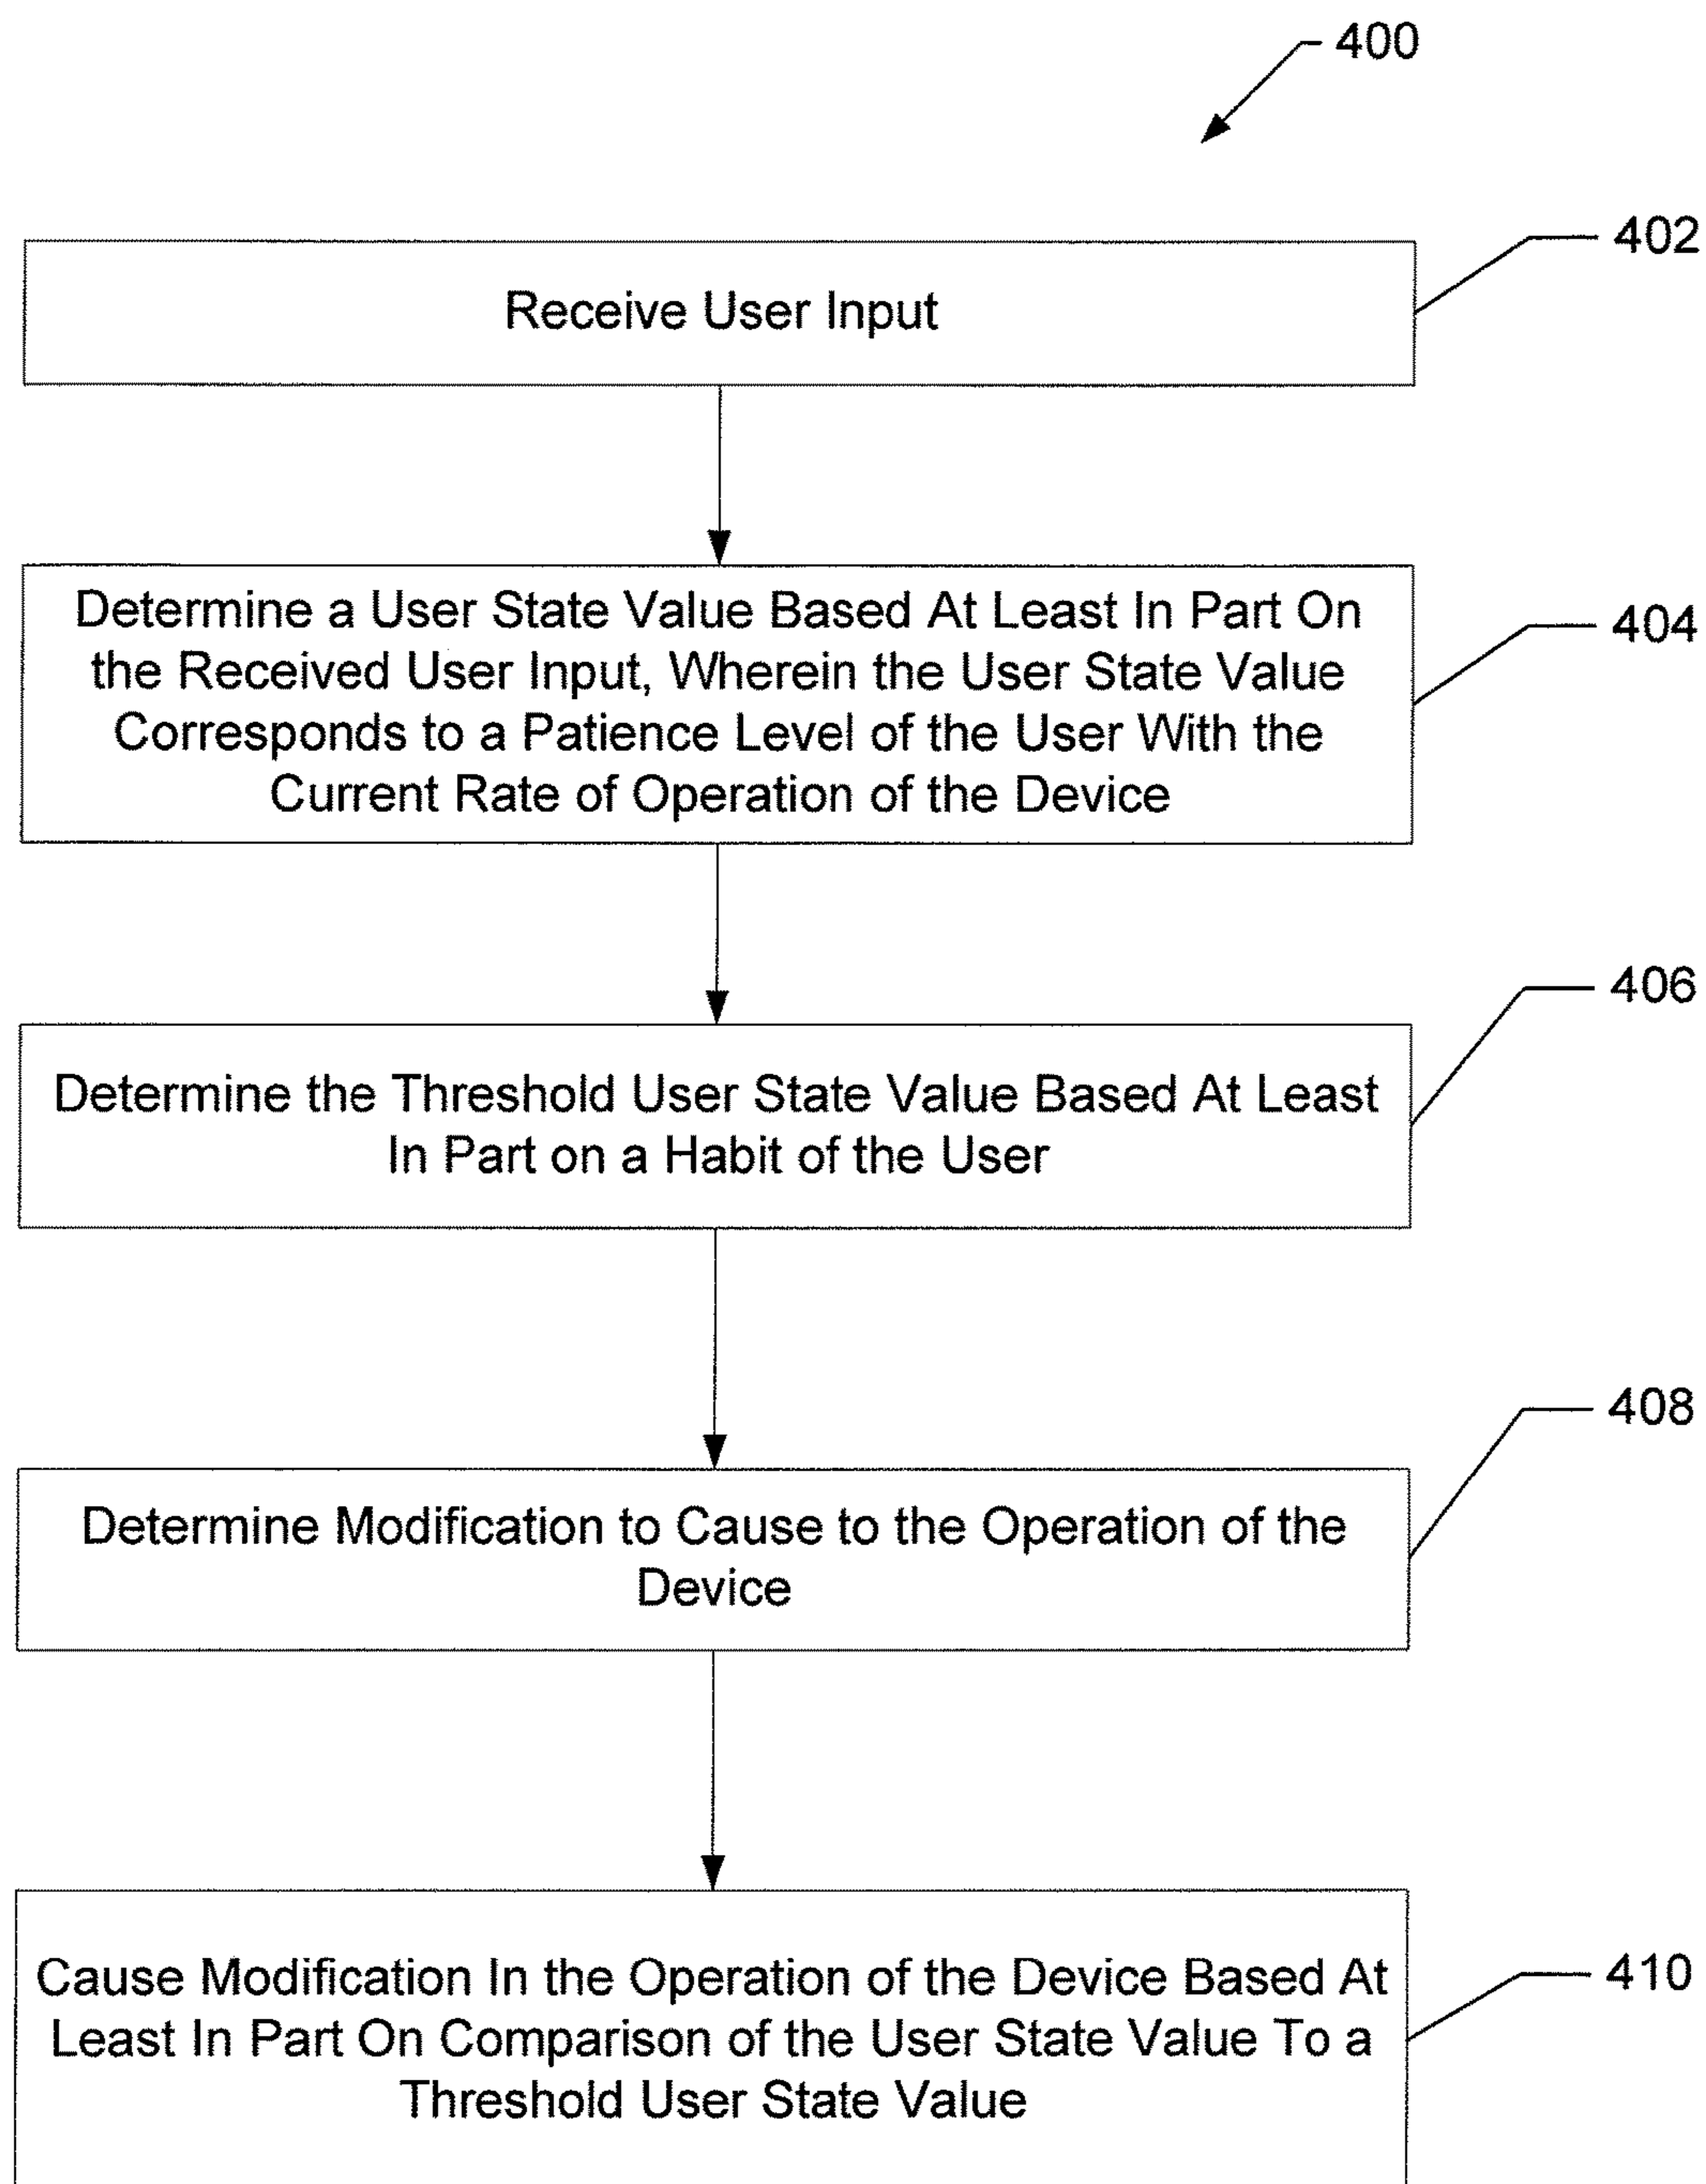 400
402
Receive User Input
Determine a User State Value Based At Least In Part On
the Received User Input, Wherein the User State Value
Corresponds to a Patience Level of the User With the
Current Rate of Operation of the Device
404
406
Determine the Threshold User State Value Based At Least
In Part on a Habit of the User
408
Determine Modification to Cause to the Operation of the
Device
Cause Modification In the Operation of the Device Based At
Least In Part On Comparison of the User State Value To a
Threshold User State Value
410